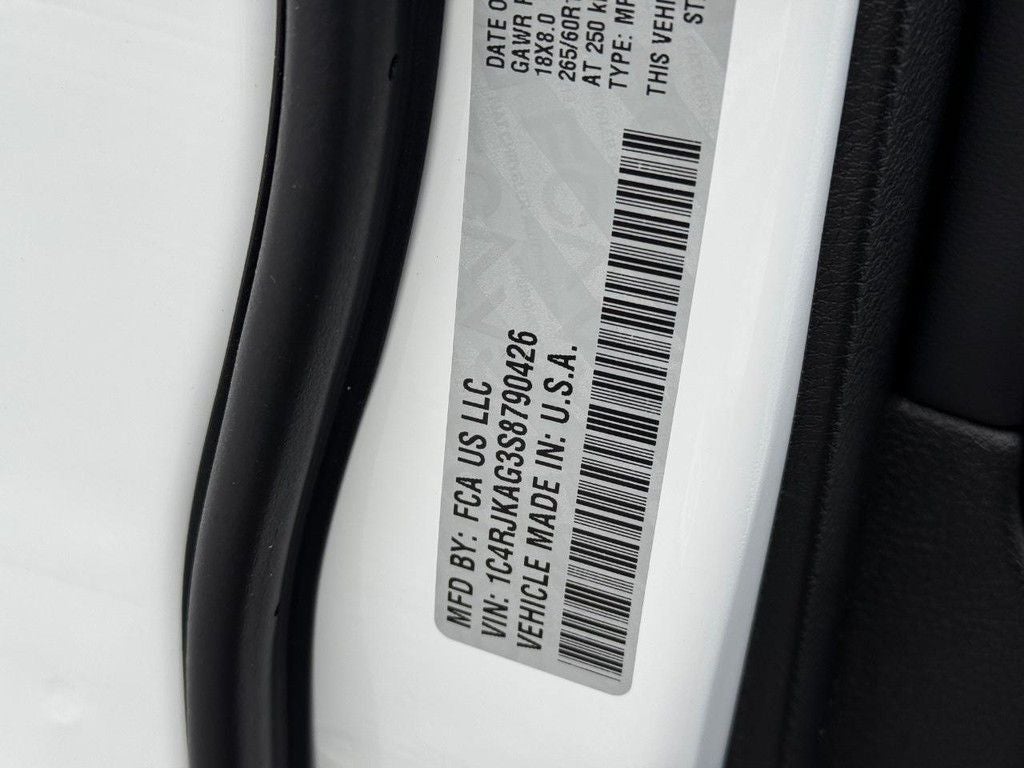 MFD BY: FCA US LLC
VIN: 1C4RJKAG3S8790426
VEHICLE MADE IN: U.S.A.
DATE O
GAWR
18X8.0
265/60R1
AT 250 k
TYPE: MP
THIS VEHI
ST